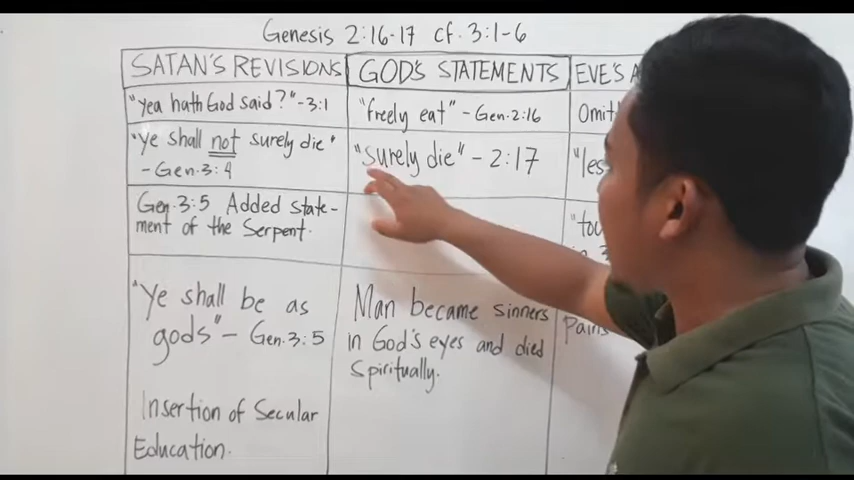 Genesis 2:16-17 cf. 3:1-6
SATAN'S REVISIONS
GOD'S STATEMENTS
EVE'S
"yea hath God said?" -3:1
"freely eat" - Gen.2:16
"Ye shall not surely die"
- Gen.3:4
"Surely die" - 2:17
Gen.3:5 Added state-
ment of the Serpent.
"Ye shall be as
gods" - Gen.3:5
Man became sinners
in God's eyes and died
Spiritually.
Pains
Insertion of Secular
Education.